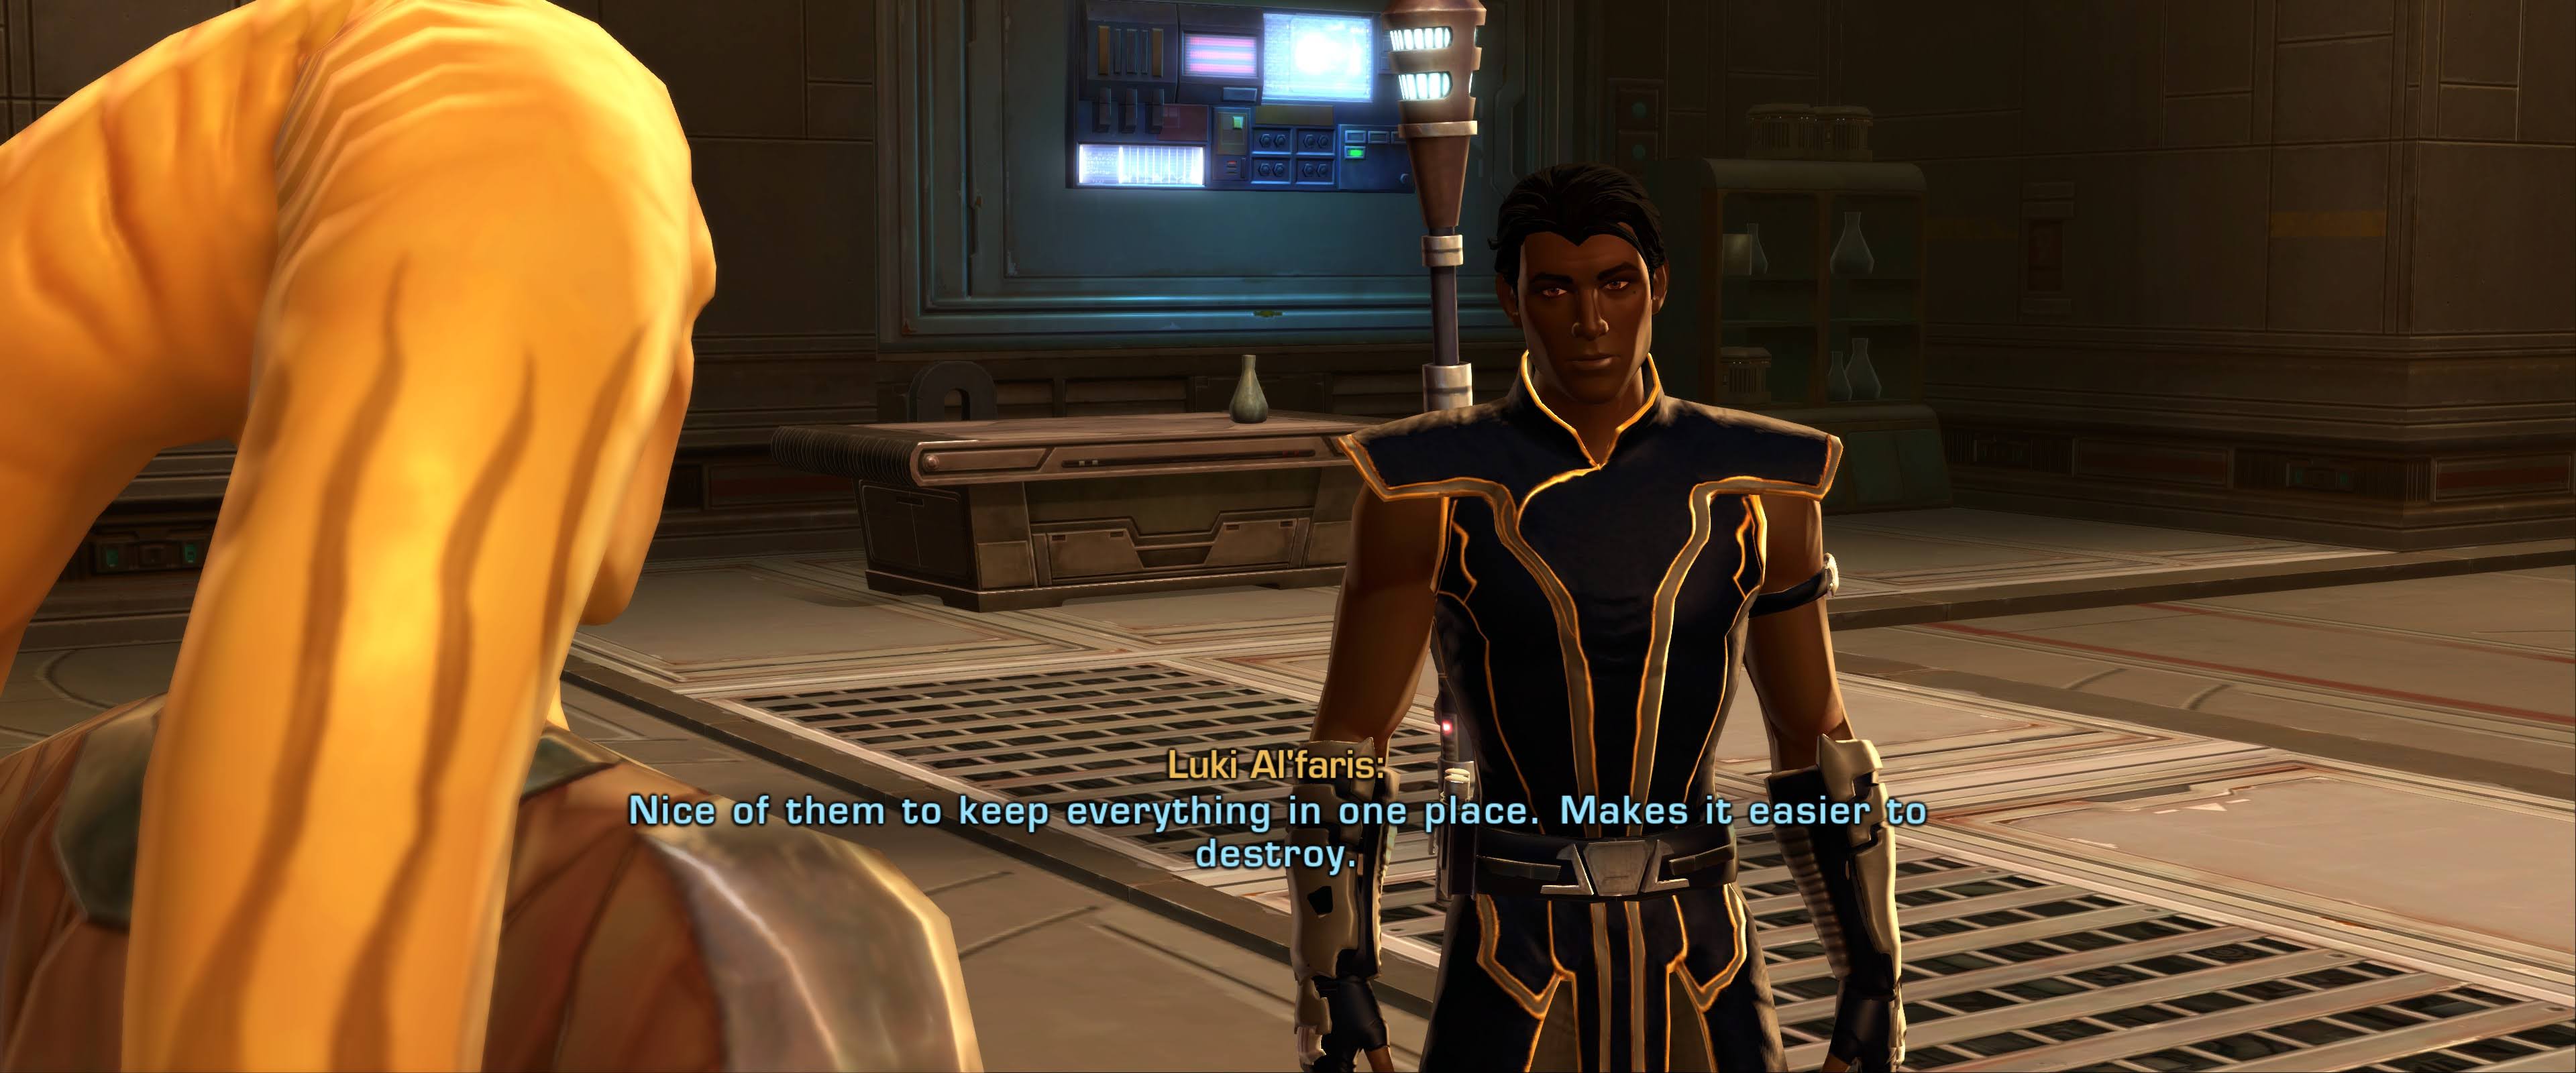 Luki Al'faris:
Nice of them to keep everything in one place. Makes it easier to
destroy.